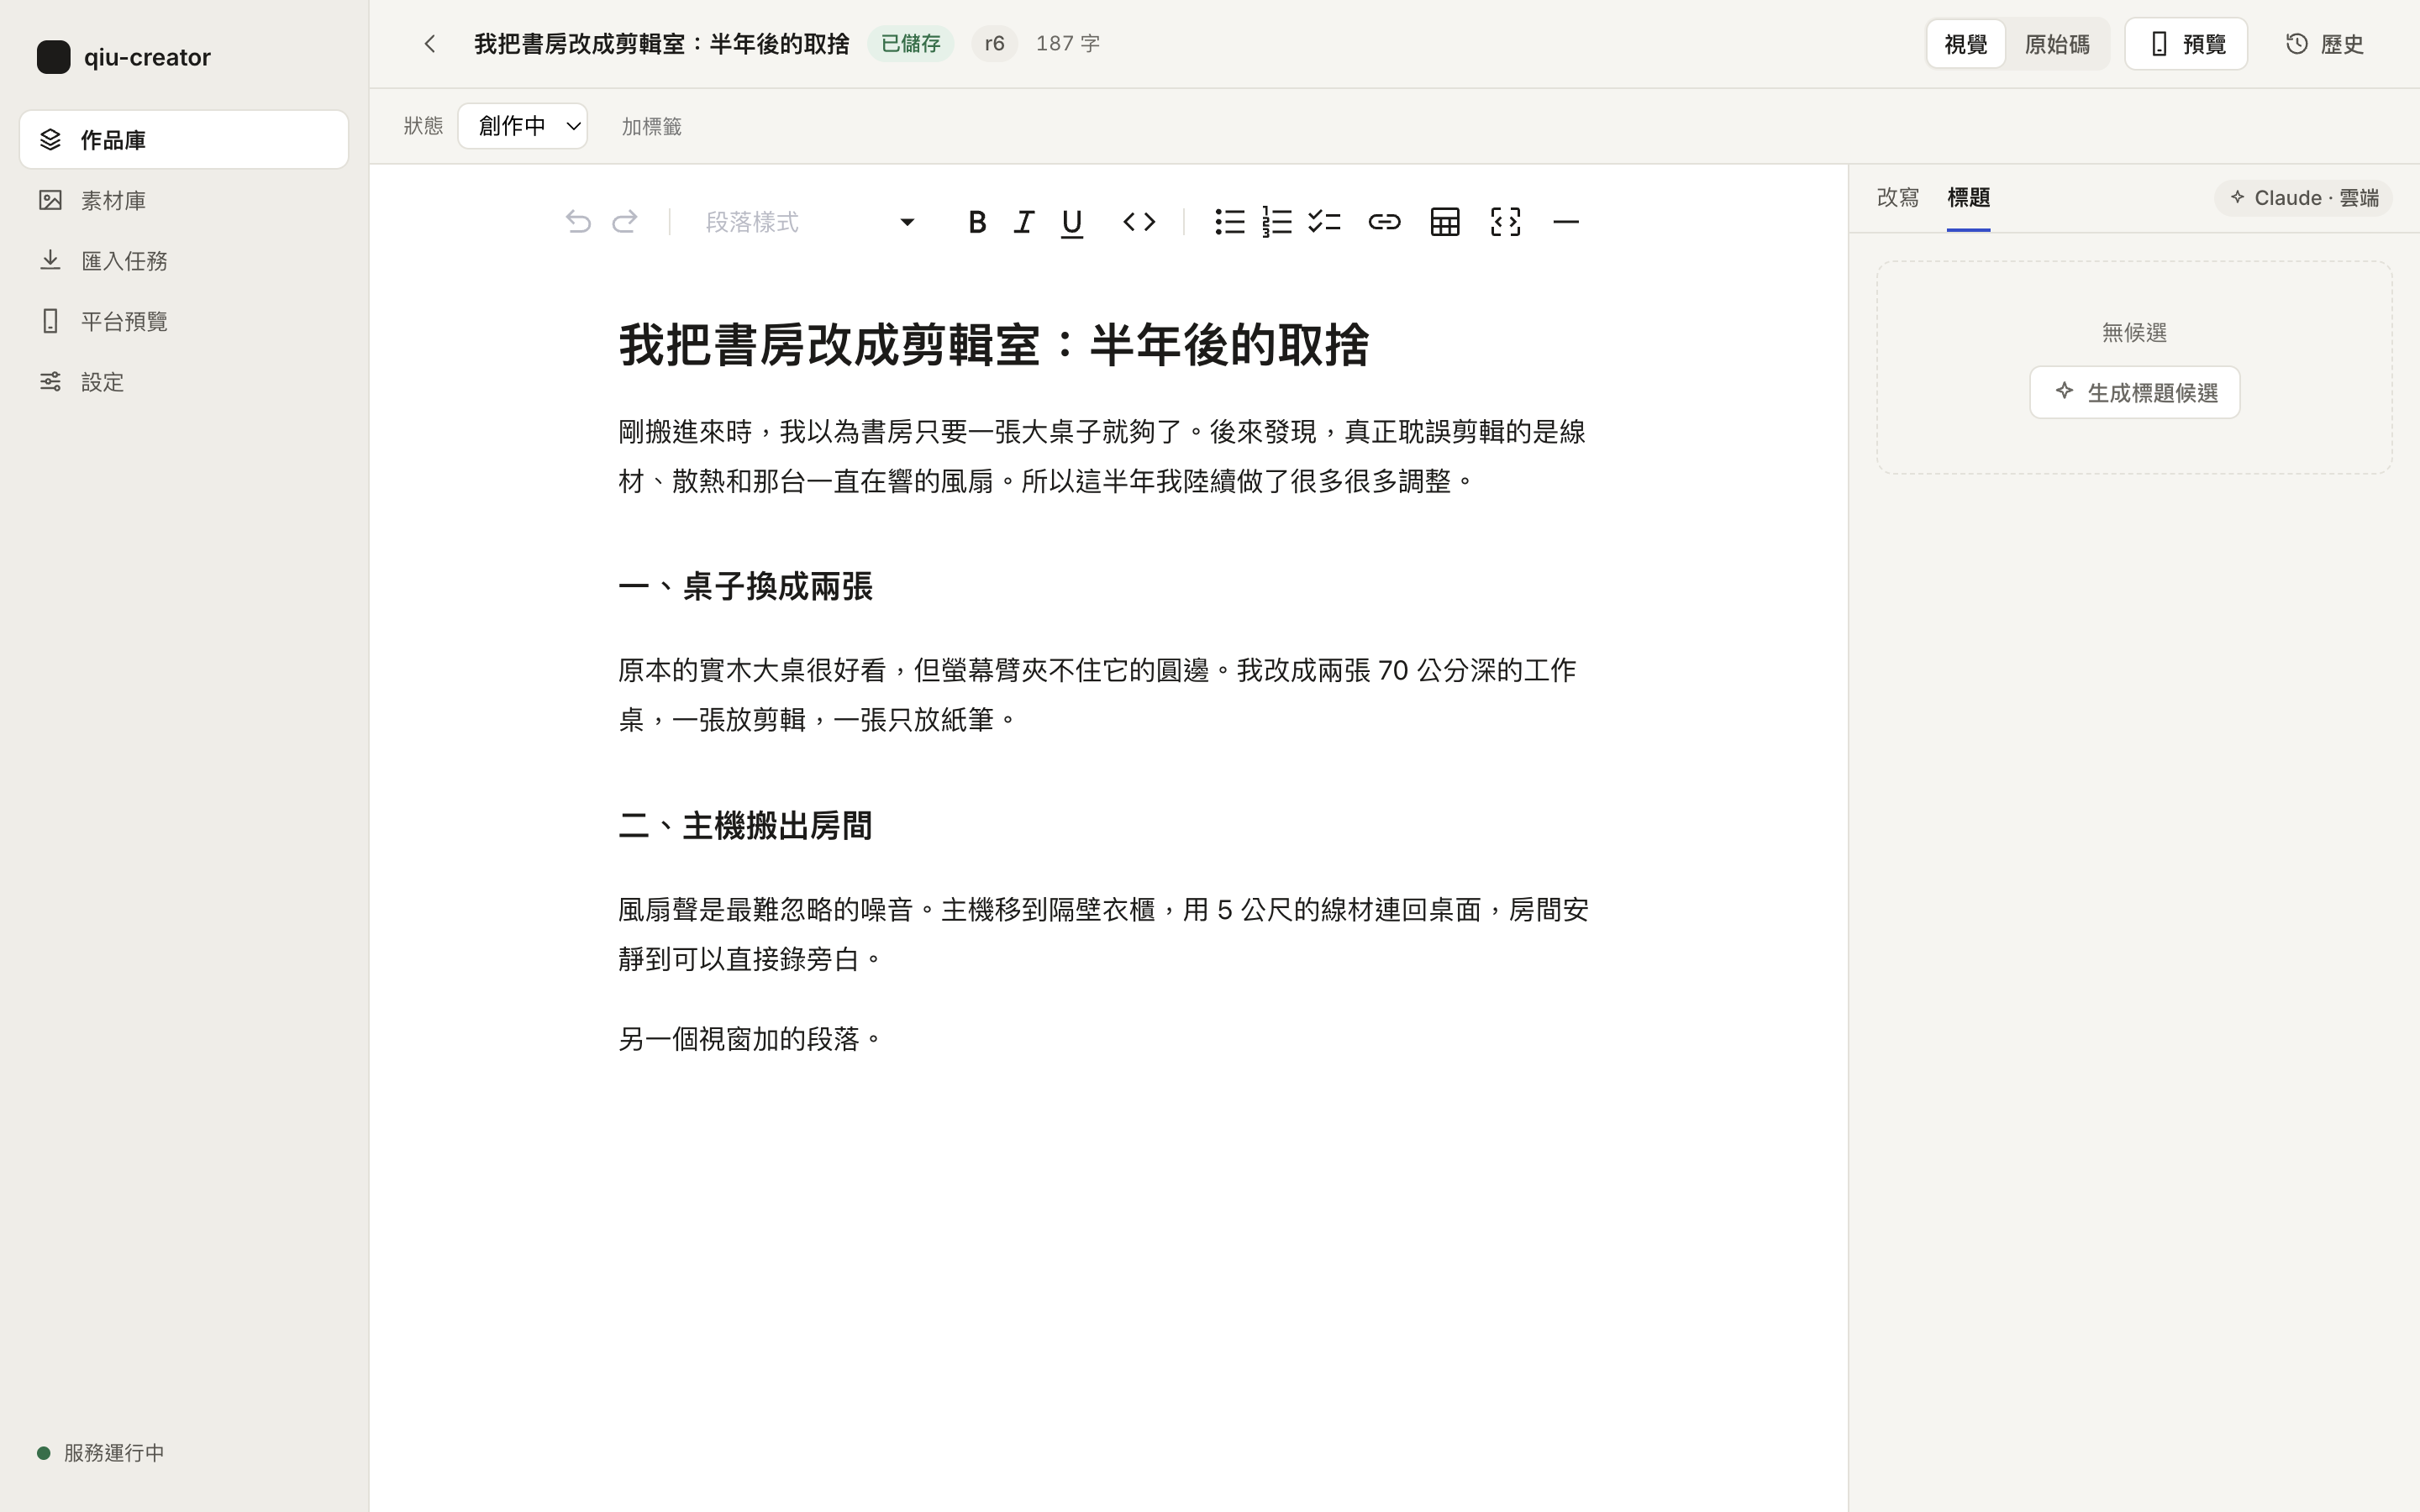 qiu-creator
作品庫
素材庫
匯入任務
平台預覽
設定
服務運行中
我把書房改成剪輯室：半年後的取捨
已儲存
r6
187 字
視覺
原始碼
預覽
歷史
狀態
創作中
加標籤
段落樣式
B I U
我把書房改成剪輯室：半年後的取捨
剛搬進來時，我以為書房只要一張大桌子就夠了。後來發現，真正耽誤剪輯的是線
材、散熱和那台一直在響的風扇。所以這半年我陸續做了很多很多調整。
一、桌子換成兩張
原本的實木大桌很好看，但螢幕臂夾不住它的圓邊。我改成兩張 70 公分深的工作
桌，一張放剪輯，一張只放紙筆。
二、主機搬出房間
風扇聲是最難忽略的噪音。主機移到隔壁衣櫃，用 5 公尺的線材連回桌面，房間安
靜到可以直接錄旁白。
另一個視窗加的段落。
改寫
標題
Claude · 雲端
無候選
生成標題候選